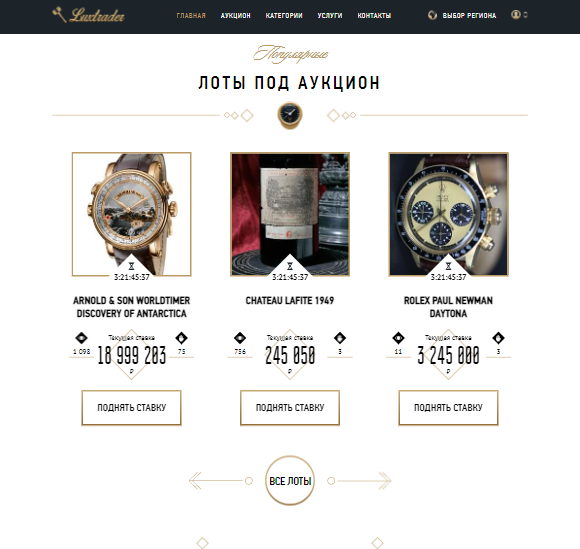 Luxtrader ГЛАВНАЯ АУКЦИОН КАТЕГОРИИ УСЛУГИ КОНТАКТЫ ВЫБОР РЕГИОНА
Популярные
ЛОТЫ ПОД АУКЦИОН
3:21:45:37 3:21:45:37 3:21:45:37
ARNOLD & SON WORLDTIMER CHATEAU LAFITE 1949 ROLEX PAUL NEWMAN
DISCOVERY OF ANTARCTICA DAYTONA
Текущая ставка Текущая ставка Текущая ставка
1 098 18 999 203 75 756 245 050 3 11 3 245 000 3
₽ ₽ ₽
ПОДНЯТЬ СТАВКУ ПОДНЯТЬ СТАВКУ ПОДНЯТЬ СТАВКУ
ВСЕ ЛОТЫ